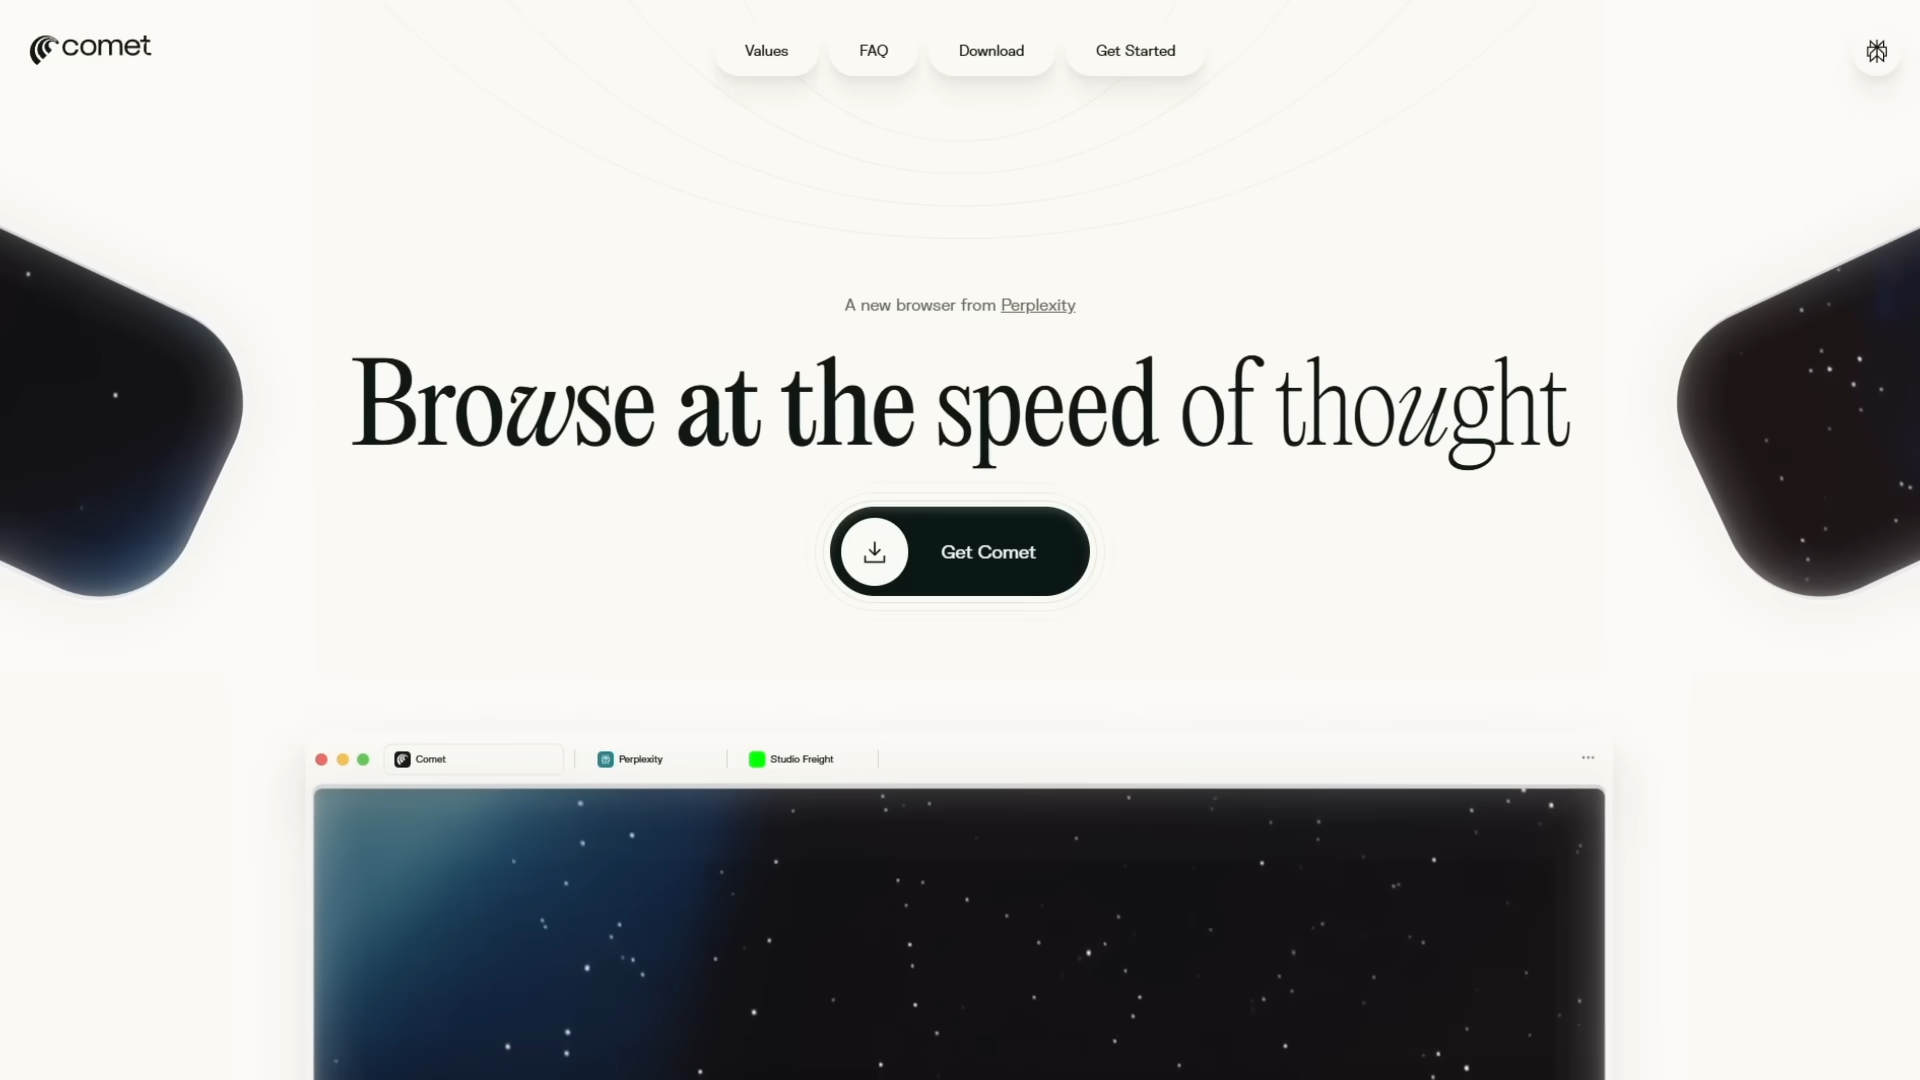 comet
Values
FAQ
Download
Get Started
A new browser from Perplexity
Browse at the speed of thought
Get Comet
Comet
Perplexity
Studio Freight